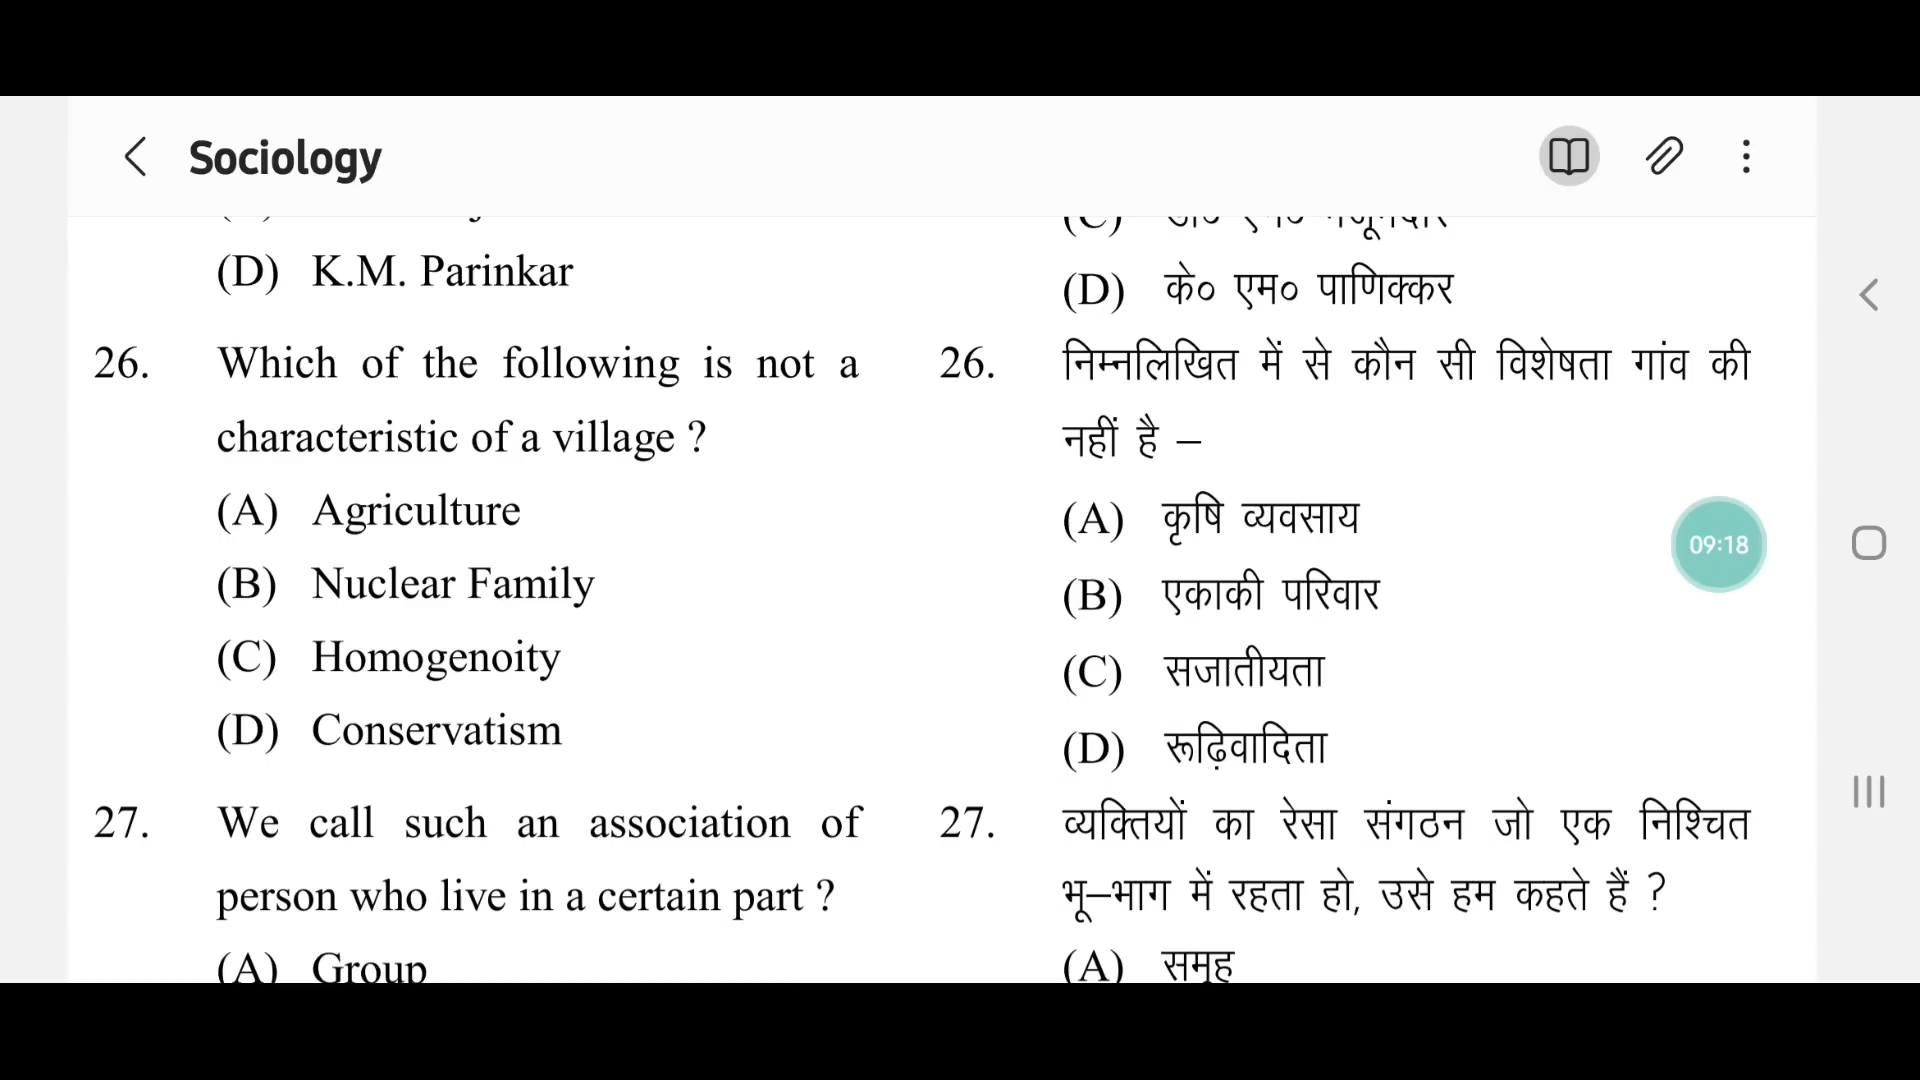 Sociology
(D) K.M. Parinkar
26. Which of the following is not a
characteristic of a village ?
(A) Agriculture
(B) Nuclear Family
(C) Homogenoity
(D) Conservatism
27. We call such an association of
person who live in a certain part ?
(A) Group
(C)
(D) के० एम० पाणिक्कर
26. निम्नलिखित में से कौन सी विशेषता गांव की
नहीं है –
(A) कृषि व्यवसाय
(B) एकाकी परिवार
(C) सजातीयता
(D) रूढ़िवादिता
27. व्यक्तियों का रेसा संगठन जो एक निश्चित
भू–भाग में रहता हो, उसे हम कहते हैं ?
(A) समूह
09:18